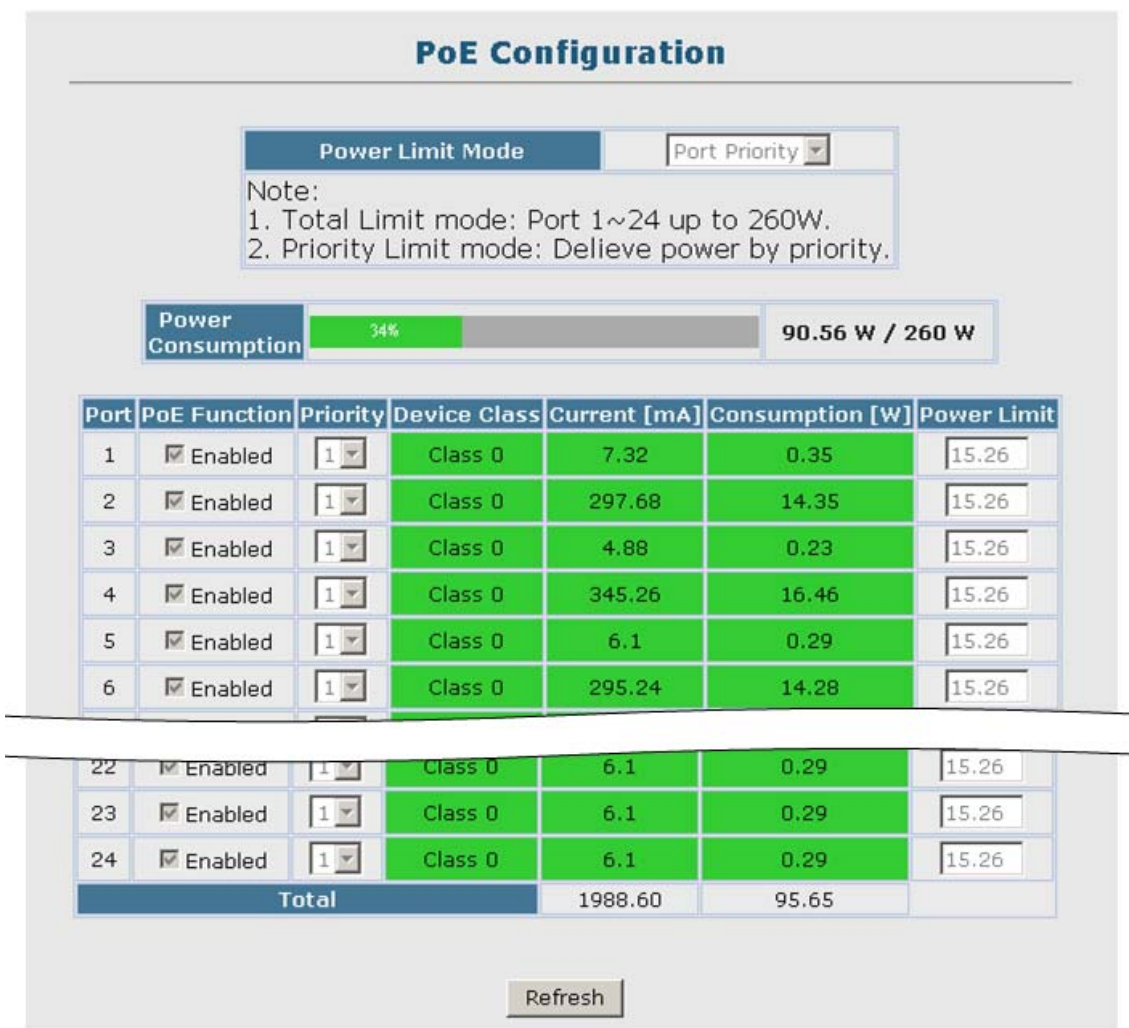 PoE Configuration
Power Limit Mode Port Priority
Note:
1. Total Limit mode: Port 1~24 up to 260W.
2. Priority Limit mode: Delieve power by priority.
Power
Consumption 34% 90.56 W / 260 W
Port PoE Function Priority Device Class Current [mA] Consumption [W] Power Limit
1 Enabled 1 Class 0 7.32 0.35 15.26
2 Enabled 1 Class 0 297.68 14.35 15.26
3 Enabled 1 Class 0 4.88 0.23 15.26
4 Enabled 1 Class 0 345.26 16.46 15.26
5 Enabled 1 Class 0 6.1 0.29 15.26
6 Enabled 1 Class 0 295.24 14.28 15.26
22 Enabled 1 Class 0 6.1 0.29 15.26
23 Enabled 1 Class 0 6.1 0.29 15.26
24 Enabled 1 Class 0 6.1 0.29 15.26
Total 1988.60 95.65
Refresh